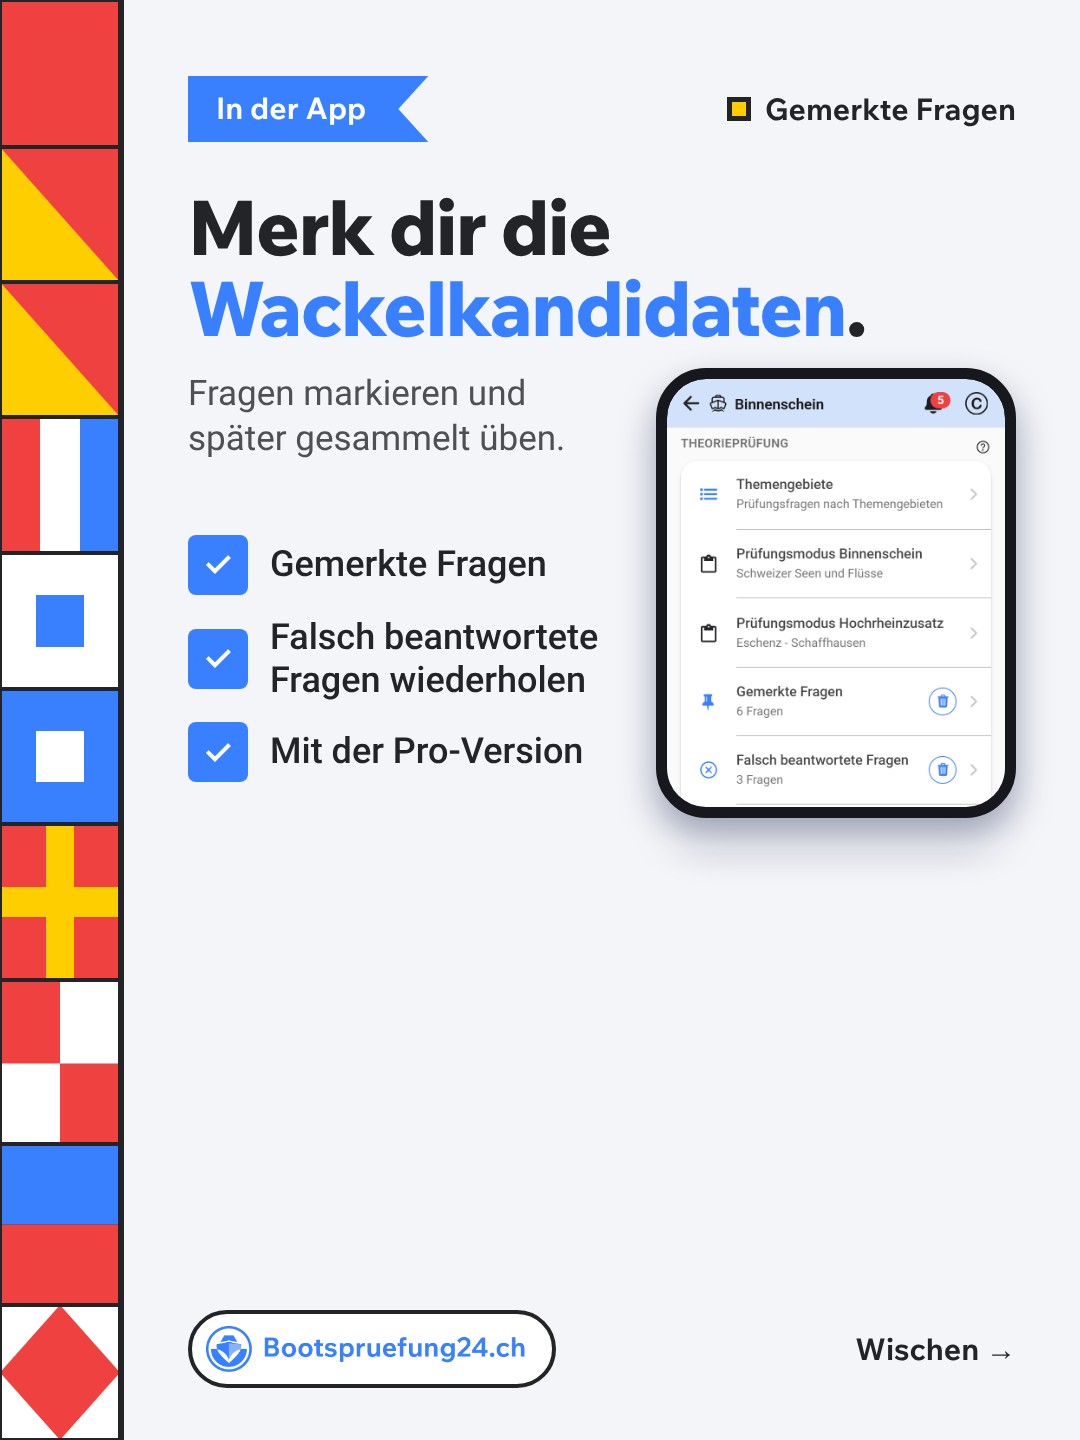 In der App
Gemerkte Fragen
Merk dir die
Wackelkandidaten.
Fragen markieren und
später gesammelt üben.
Gemerkte Fragen
Falsch beantwortete
Fragen wiederholen
Mit der Pro-Version
Binnenschein
5
THEORIEPRÜFUNG
Themengebiete
Prüfungsfragen nach Themengebieten
Prüfungsmodus Binnenschein
Schweizer Seen und Flüsse
Prüfungsmodus Hochrheinzusatz
Eschenz - Schaffhausen
Gemerkte Fragen
6 Fragen
Falsch beantwortete Fragen
3 Fragen
Bootspruefung24.ch
Wischen →